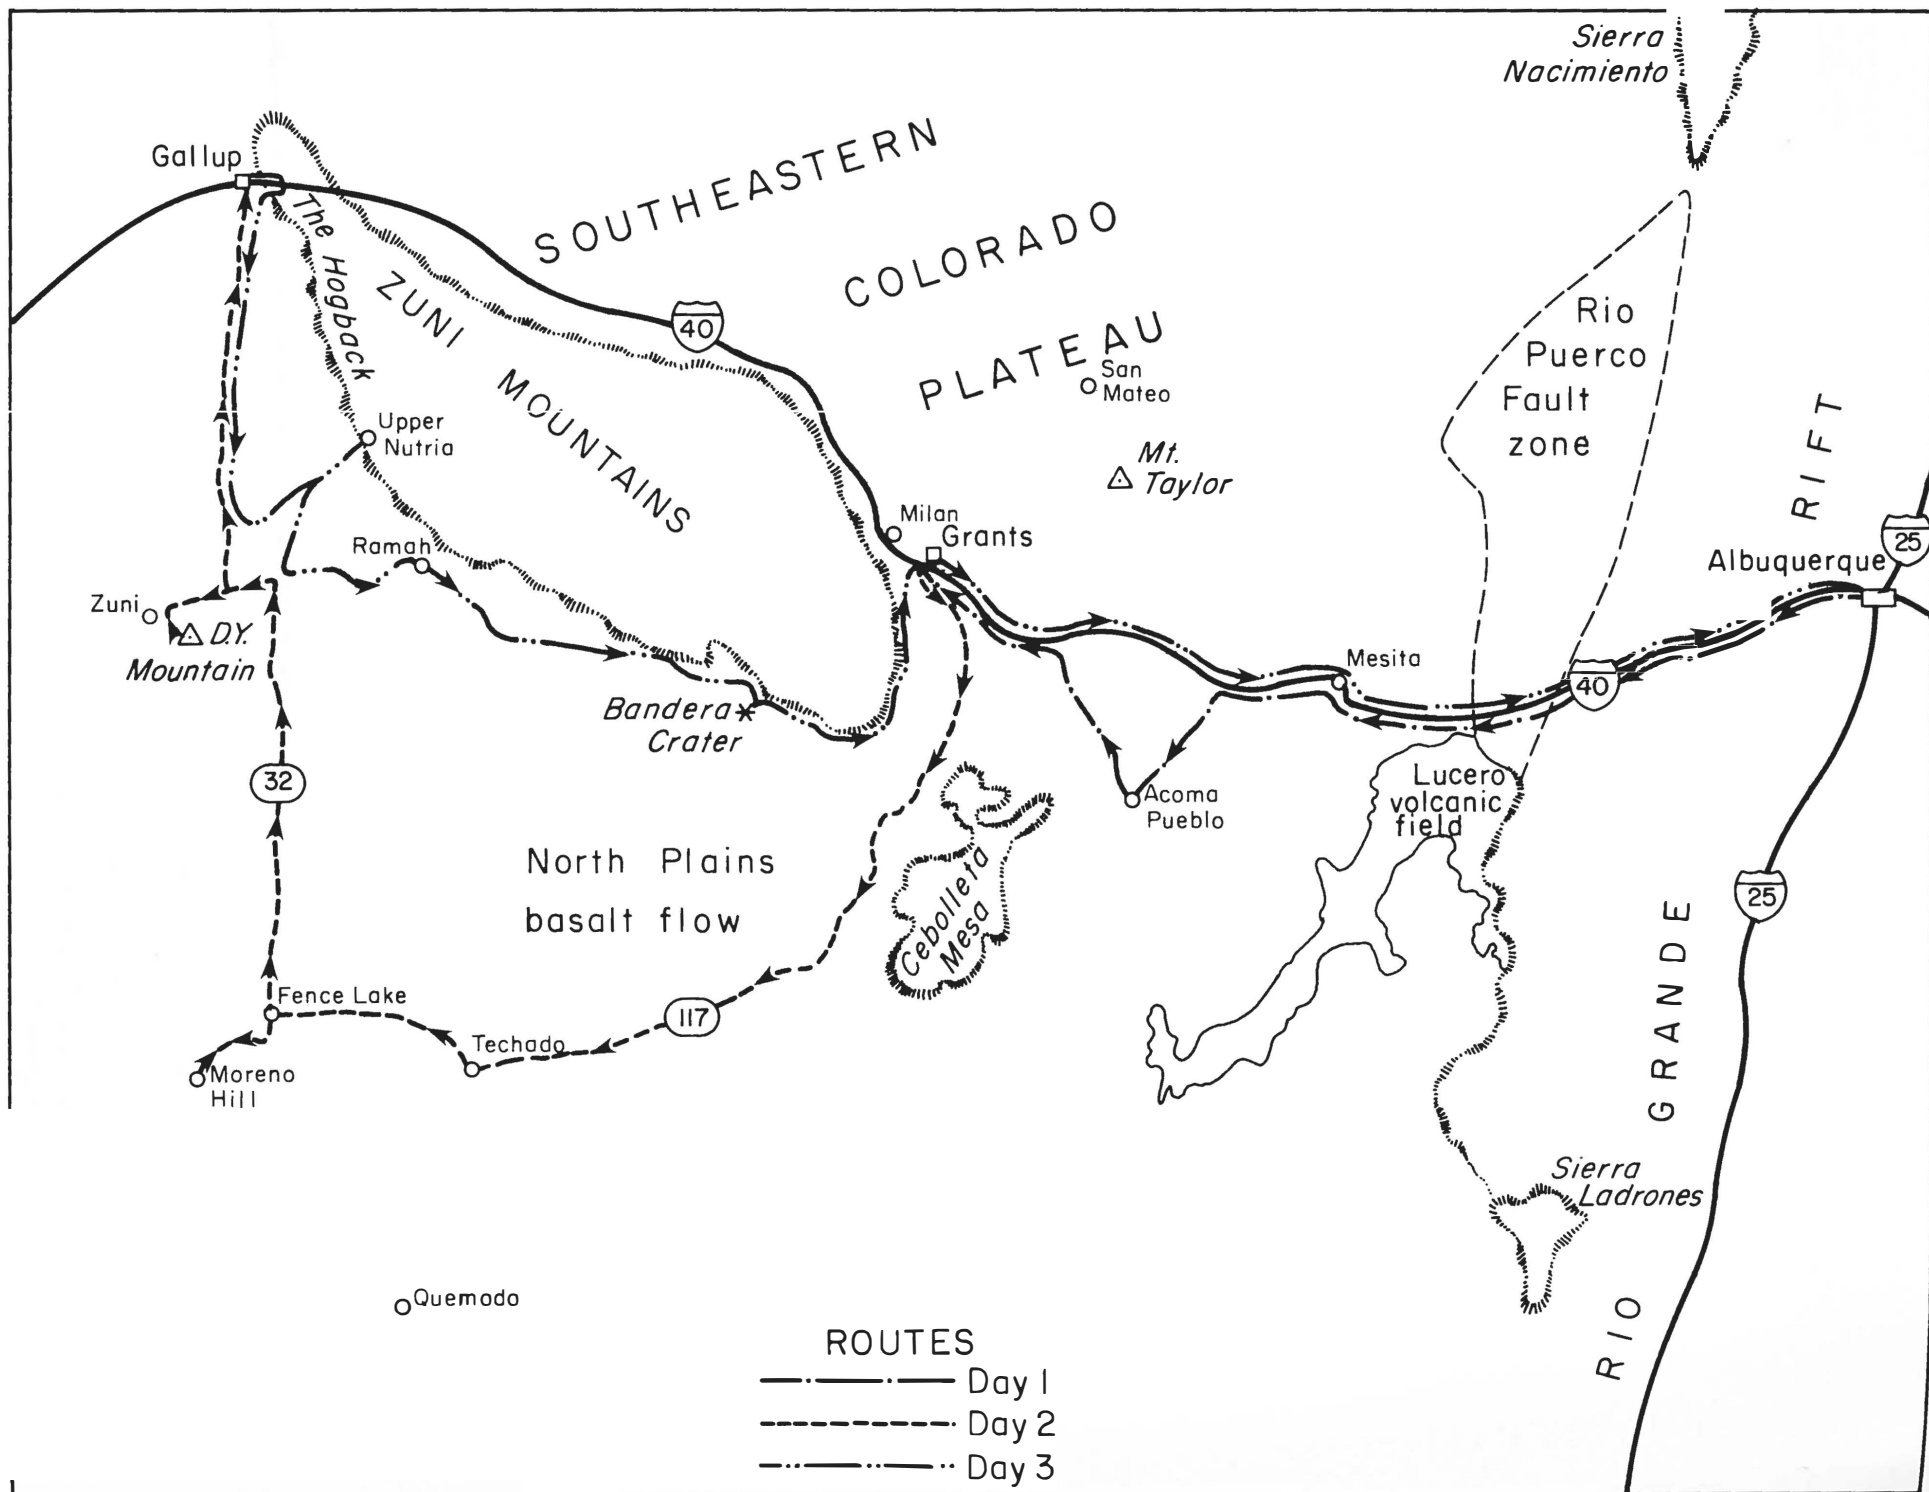 Sierra
Nacimiento
Gallup
SOUTHEASTERN
COLORADO
PLATEAU
The Hogback
ZUNI
MOUNTAINS
40
San
Mateo
Rio
Puerco
Fault
zone
Upper
Nutria
Mt.
Taylor
RIO GRANDE RIFT
Milan
Grants
25
Ramah
Albuquerque
Zuni
D.Y.
Mountain
Mesita
40
Bandera
Crater
32
Acoma
Pueblo
Lucero
volcanic
field
North Plains
basalt flow
Cebolleta
Mesa
25
Fence Lake
117
Techado
Moreno
Hill
Sierra
Ladrones
Quemado
ROUTES
Day 1
Day 2
Day 3